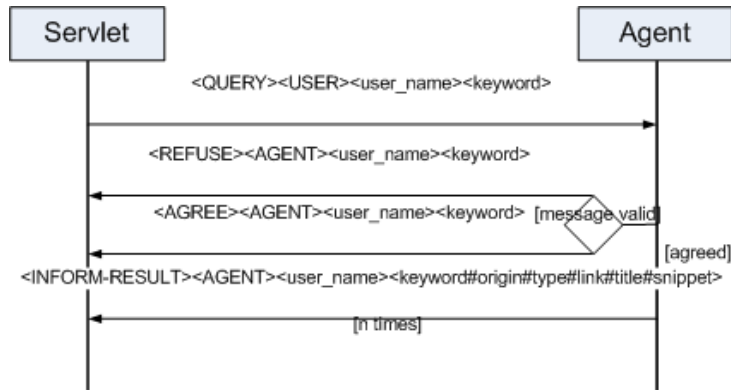 Servlet
Agent
<QUERY><USER><user_name><keyword>
<REFUSE><AGENT><user_name><keyword>
<AGREE><AGENT><user_name><keyword>
[message valid]
[agreed]
<INFORM-RESULT><AGENT><user_name><keyword#origin#type#link#title#snippet>
[n times]